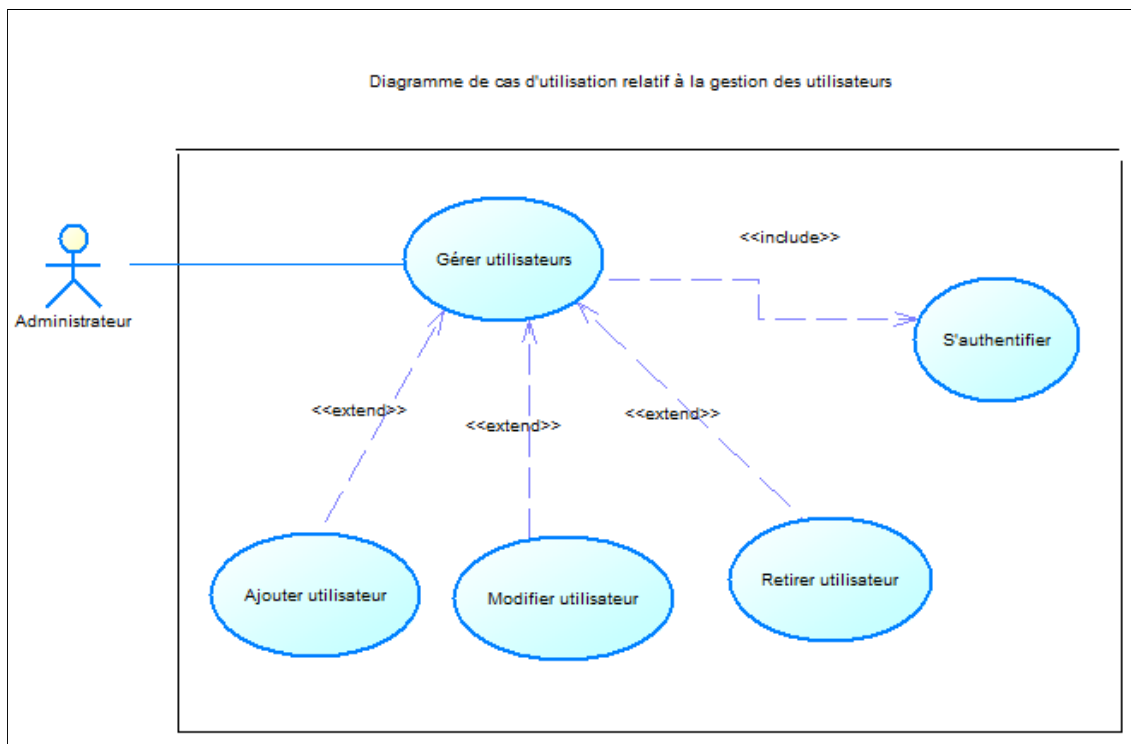 Diagramme de cas d'utilisation relatif à la gestion des utilisateurs
<<include>>
Gérer utilisateurs
Administrateur
S'authentifier
<<extend>>
<<extend>>
<<extend>>
Ajouter utilisateur
Modifier utilisateur
Retirer utilisateur